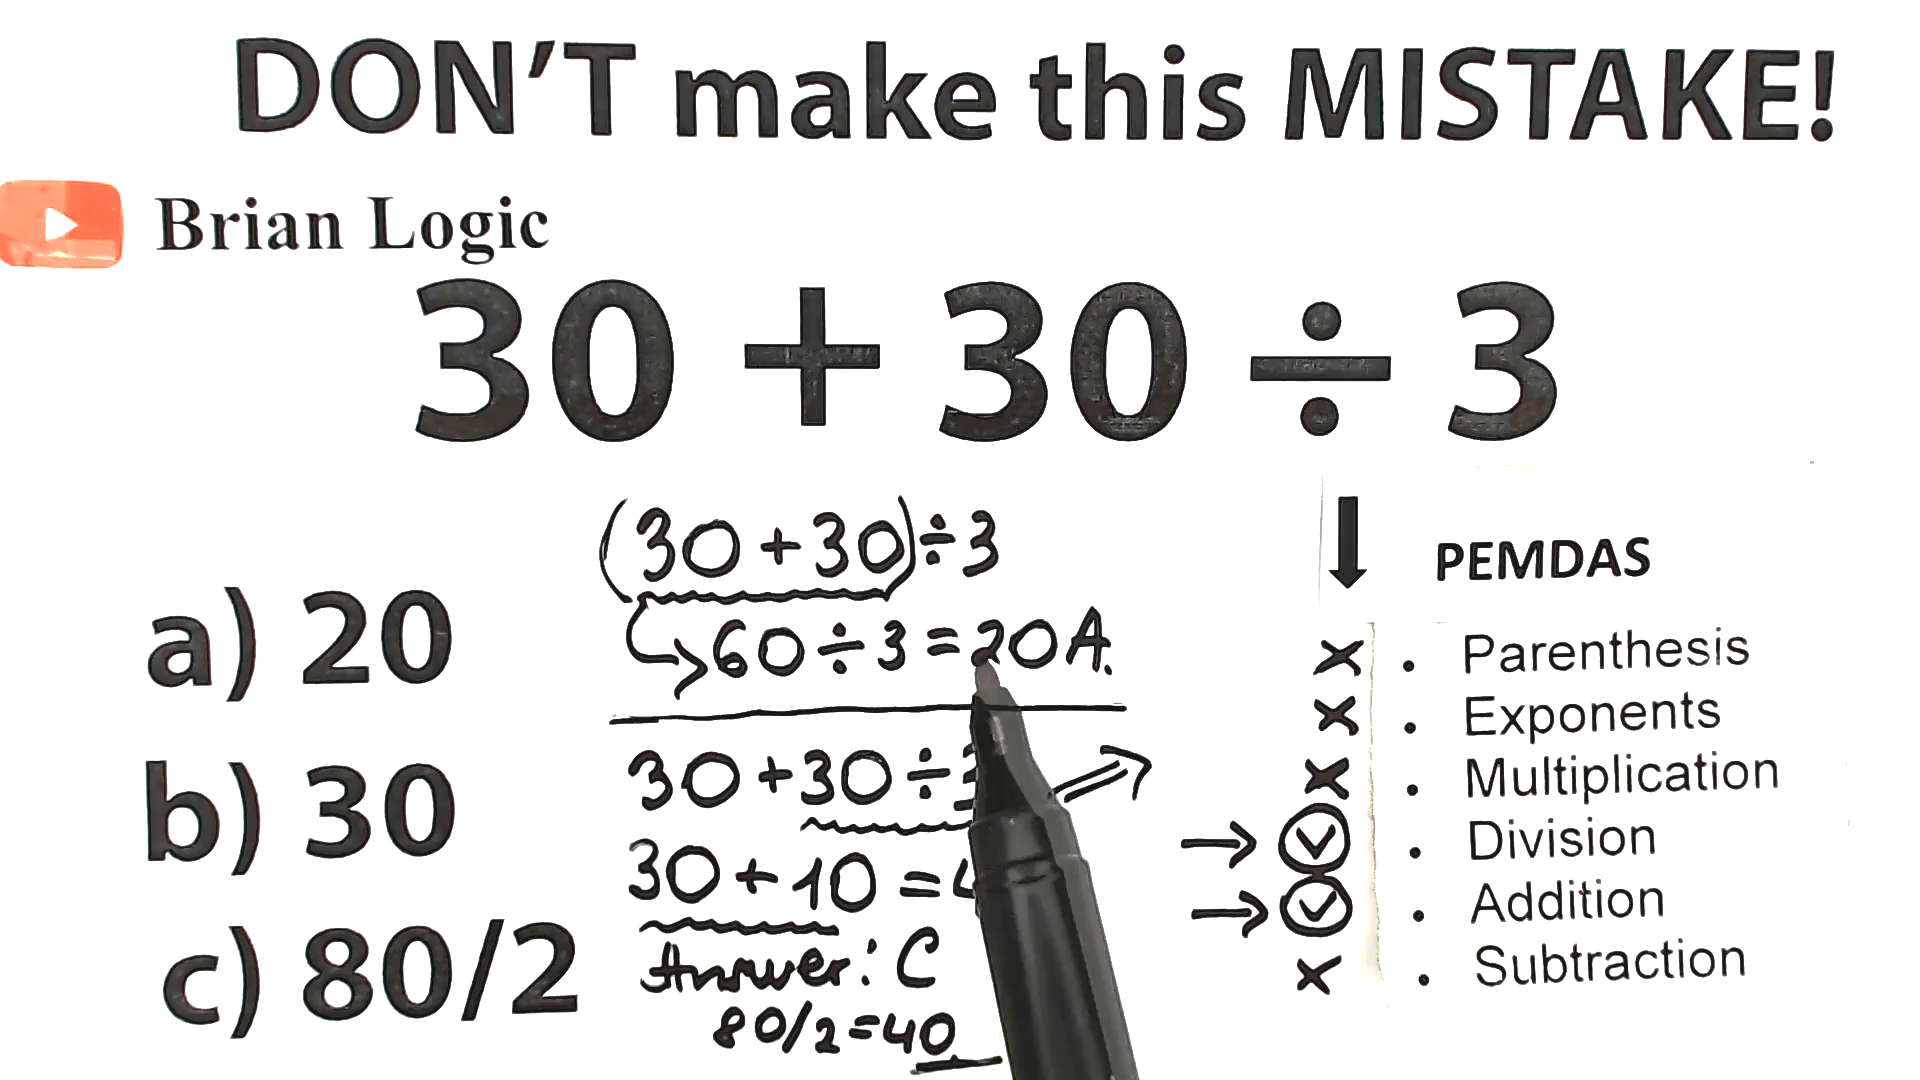 DON'T make this MISTAKE!
Brian Logic
30 + 30 ÷ 3
a) 20
b) 30
c) 80/2
(30+30)÷3
60÷3=20 A.
30+30÷
30+10=
Answer: C
80/2=40
PEMDAS
x . Parenthesis
x . Exponents
x . Multiplication
. Division
. Addition
x . Subtraction